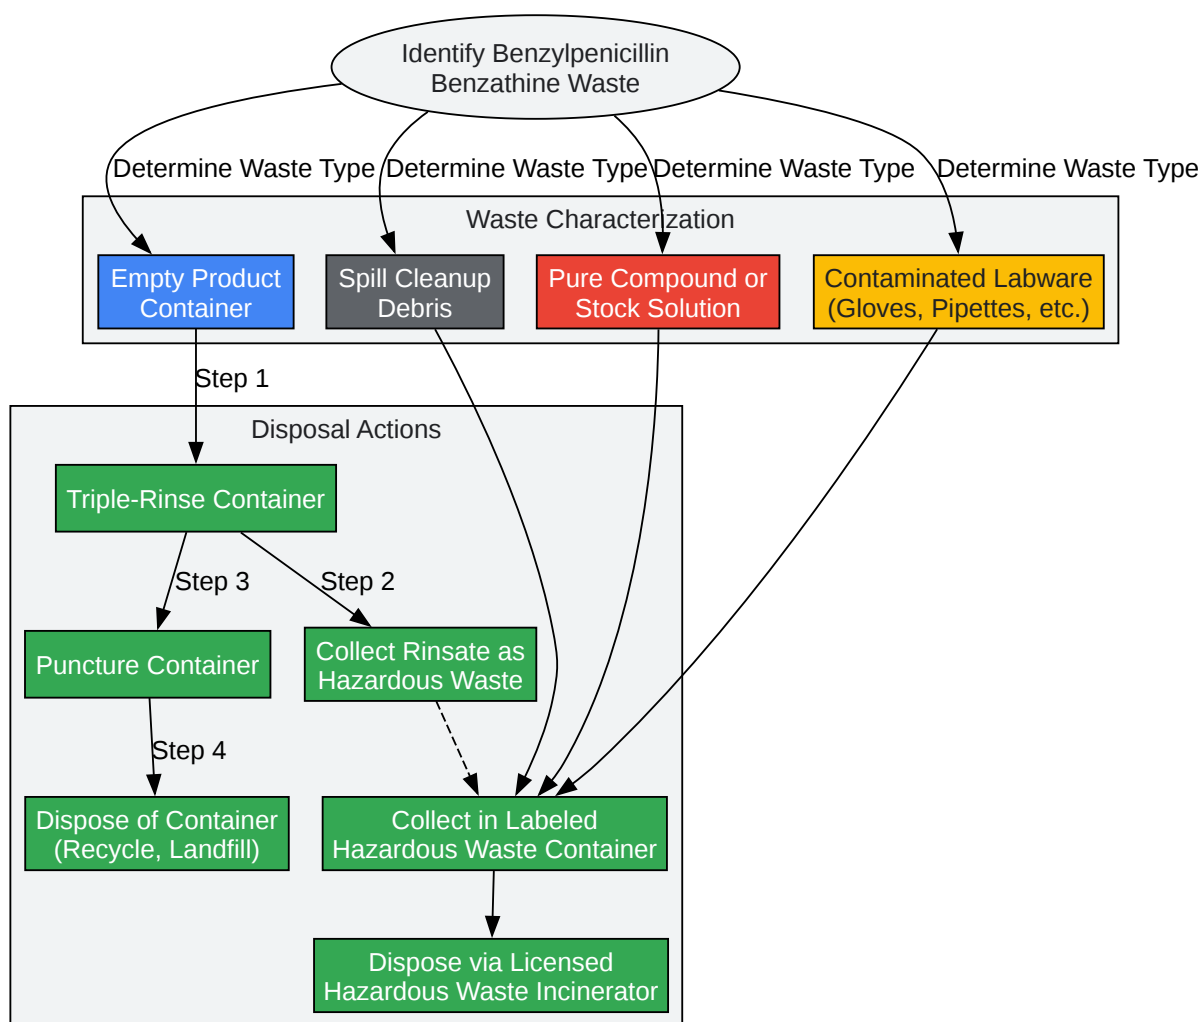 Identify Benzylpenicillin
Benzathine Waste
Determine Waste Type
Determine Waste Type
Determine Waste Type
Determine Waste Type
Waste Characterization
Empty Product
Container
Spill Cleanup
Debris
Pure Compound or
Stock Solution
Contaminated Labware
(Gloves, Pipettes, etc.)
Step 1
Disposal Actions
Triple-Rinse Container
Step 3
Step 2
Puncture Container
Collect Rinsate as
Hazardous Waste
Step 4
Dispose of Container
(Recycle, Landfill)
Collect in Labeled
Hazardous Waste Container
Dispose via Licensed
Hazardous Waste Incinerator